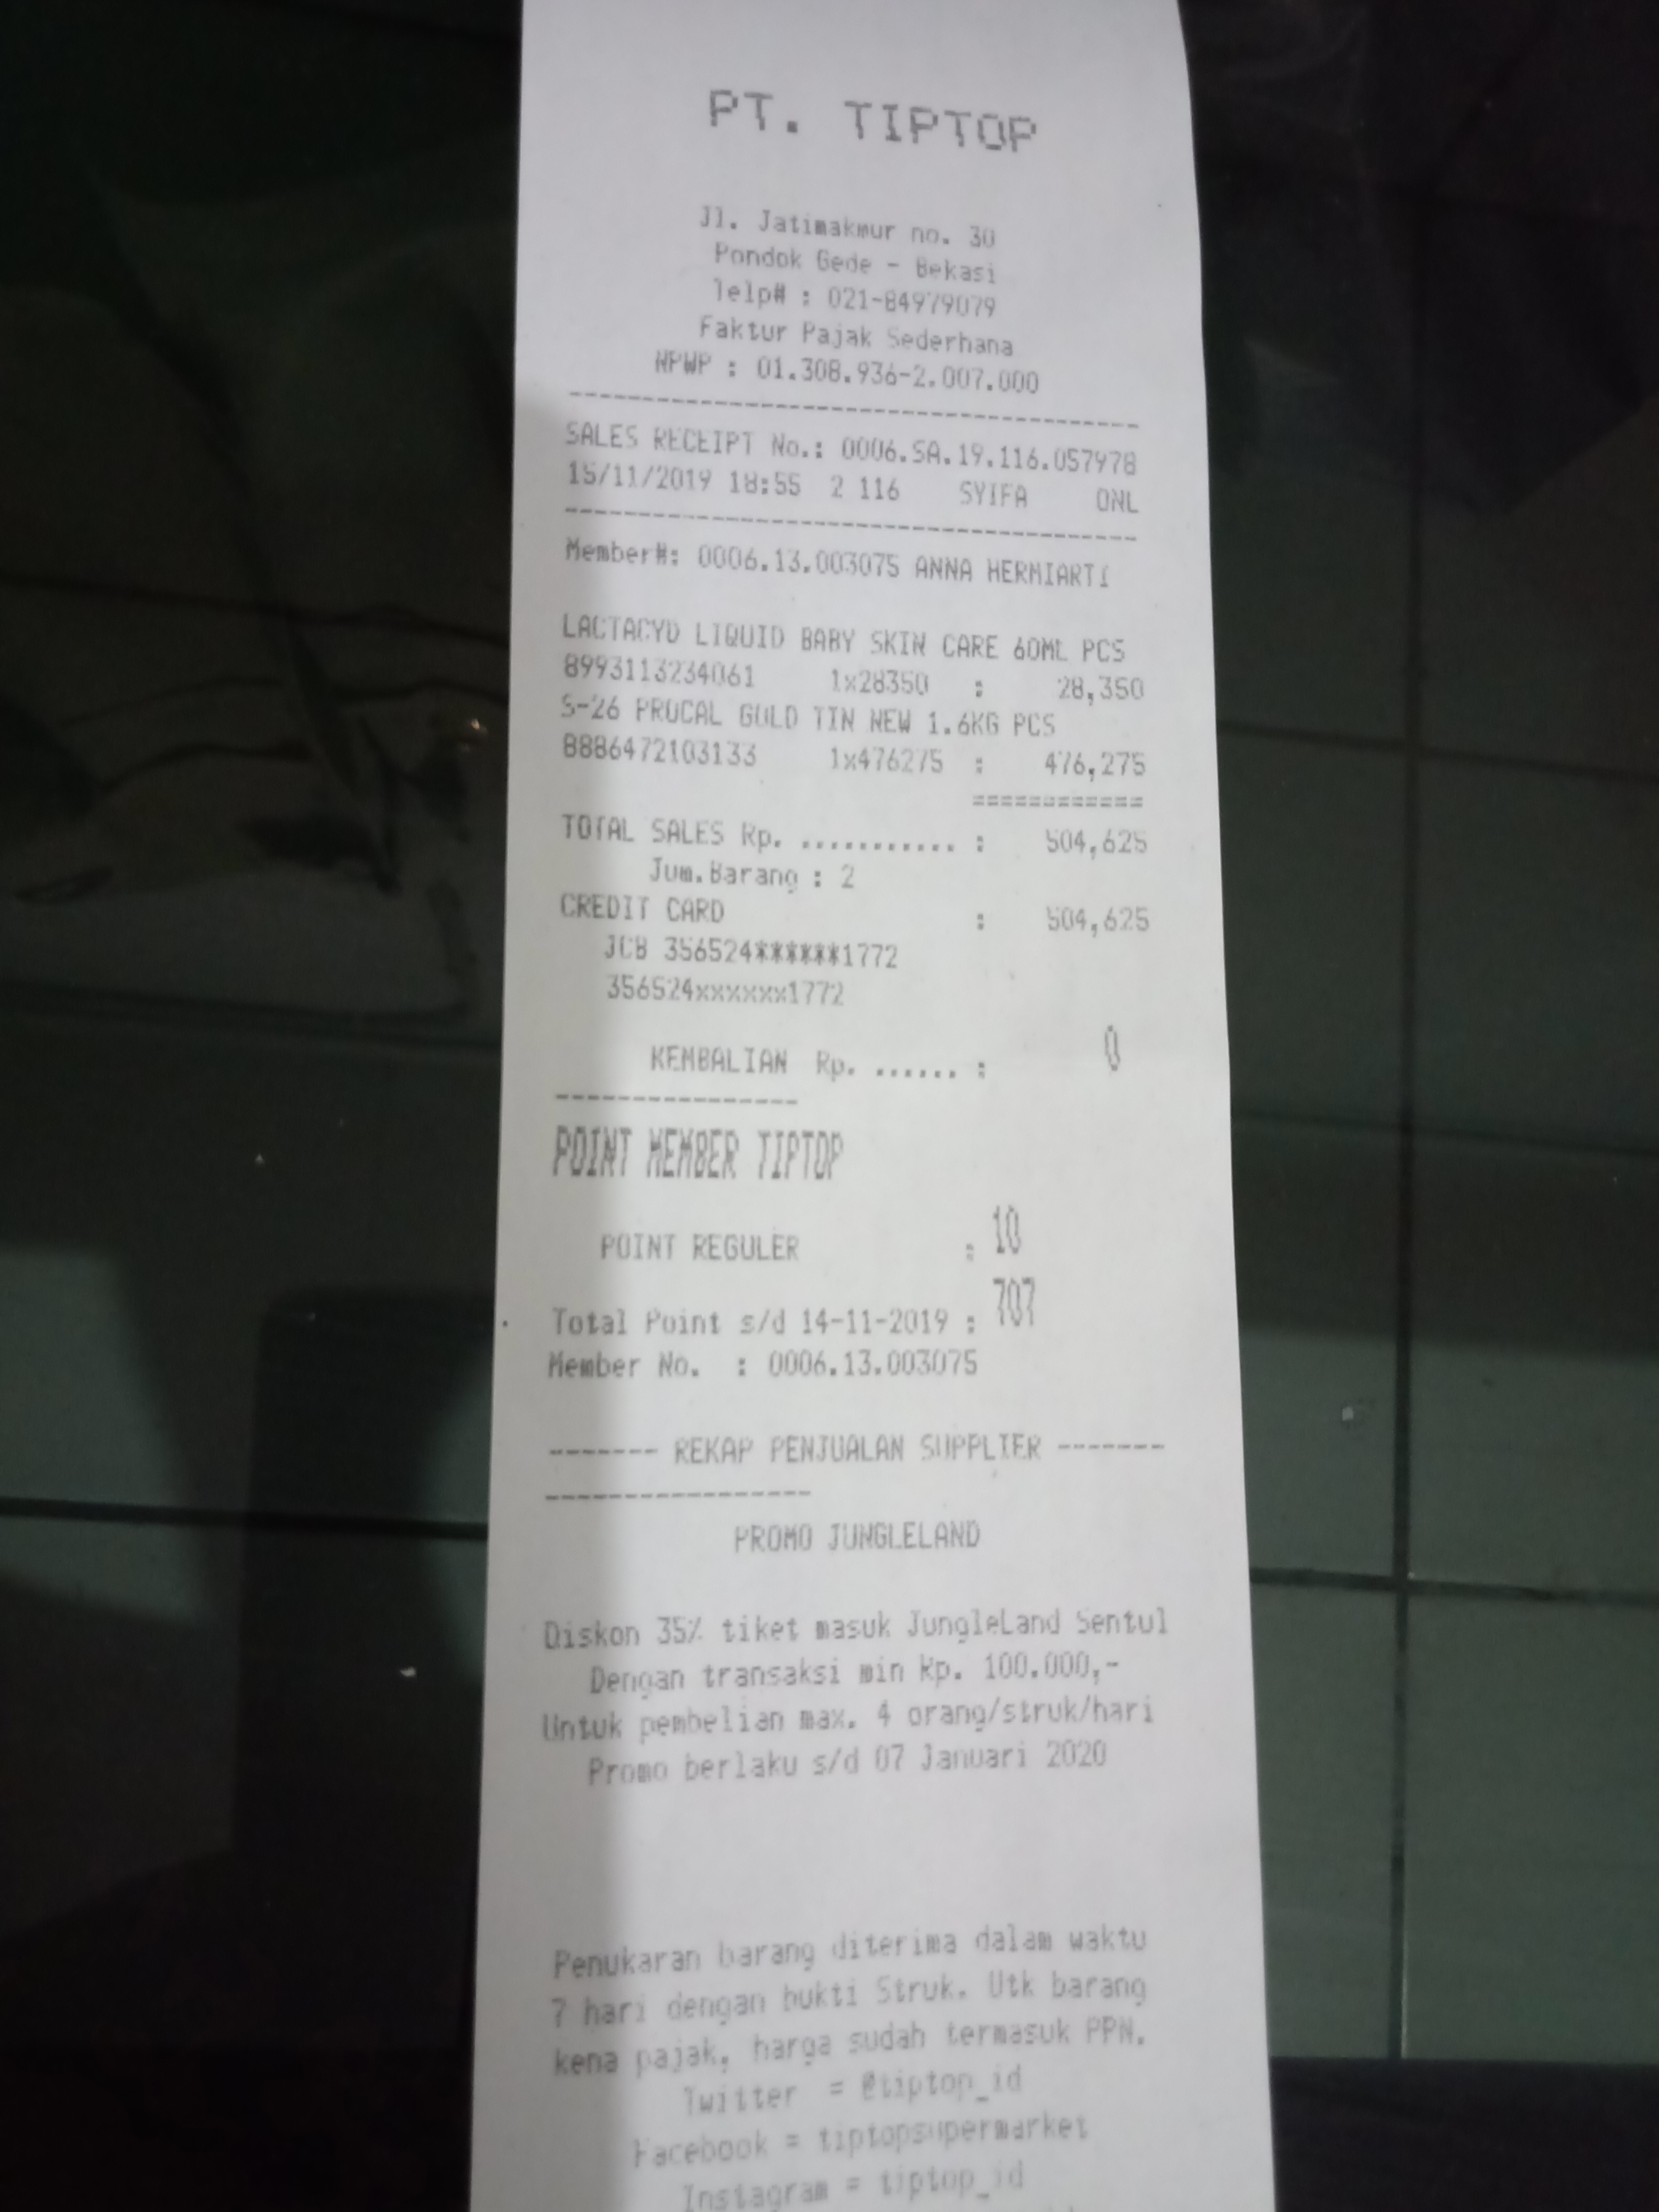 PT. TIPTOP
Jl. Jatimakmur no. 30
Pondok Gede - Bekasi
Telp# : 021-84979079
Faktur Pajak Sederhana
NPWP : 01.308.936-2.007.000
--------------------------------------
SALES RECEIPT No.: 0006.SA.19.116.057978
15/11/2019 18:55 2 116 SYIFA ONL
--------------------------------------
Member#: 0006.13.003075 ANNA HERMIARTI
LACTACYD LIQUID BABY SKIN CARE 60ML PCS
8993113234061 1x28350 : 28,350
S-26 PROCAL GOLD TIN NEW 1.6KG PCS
8886472103133 1x476275 : 476,275
============
TOTAL SALES Rp. ........... : 504,625
Jum.Barang : 2
CREDIT CARD : 504,625
JCB 356524******1772
356524xxxxxx1772
KEMBALIAN Rp. ...... : 0
----------------
POINT MEMBER TIPTOP
POINT REGULER : 10
Total Point s/d 14-11-2019 : 707
Member No. : 0006.13.003075
------- REKAP PENJUALAN SUPPLIER -------
-----------------
PROMO JUNGLELAND
Diskon 35% tiket masuk JungleLand Sentul
Dengan transaksi min Rp. 100.000,-
Untuk pembelian max. 4 orang/struk/hari
Promo berlaku s/d 07 Januari 2020
Penukaran barang diterima dalam waktu
7 hari dengan bukti Struk. Utk barang
kena pajak, harga sudah termasuk PPN.
Twitter = @tiptop_id
Facebook = tiptopsupermarket
Instagram = tiptop_id